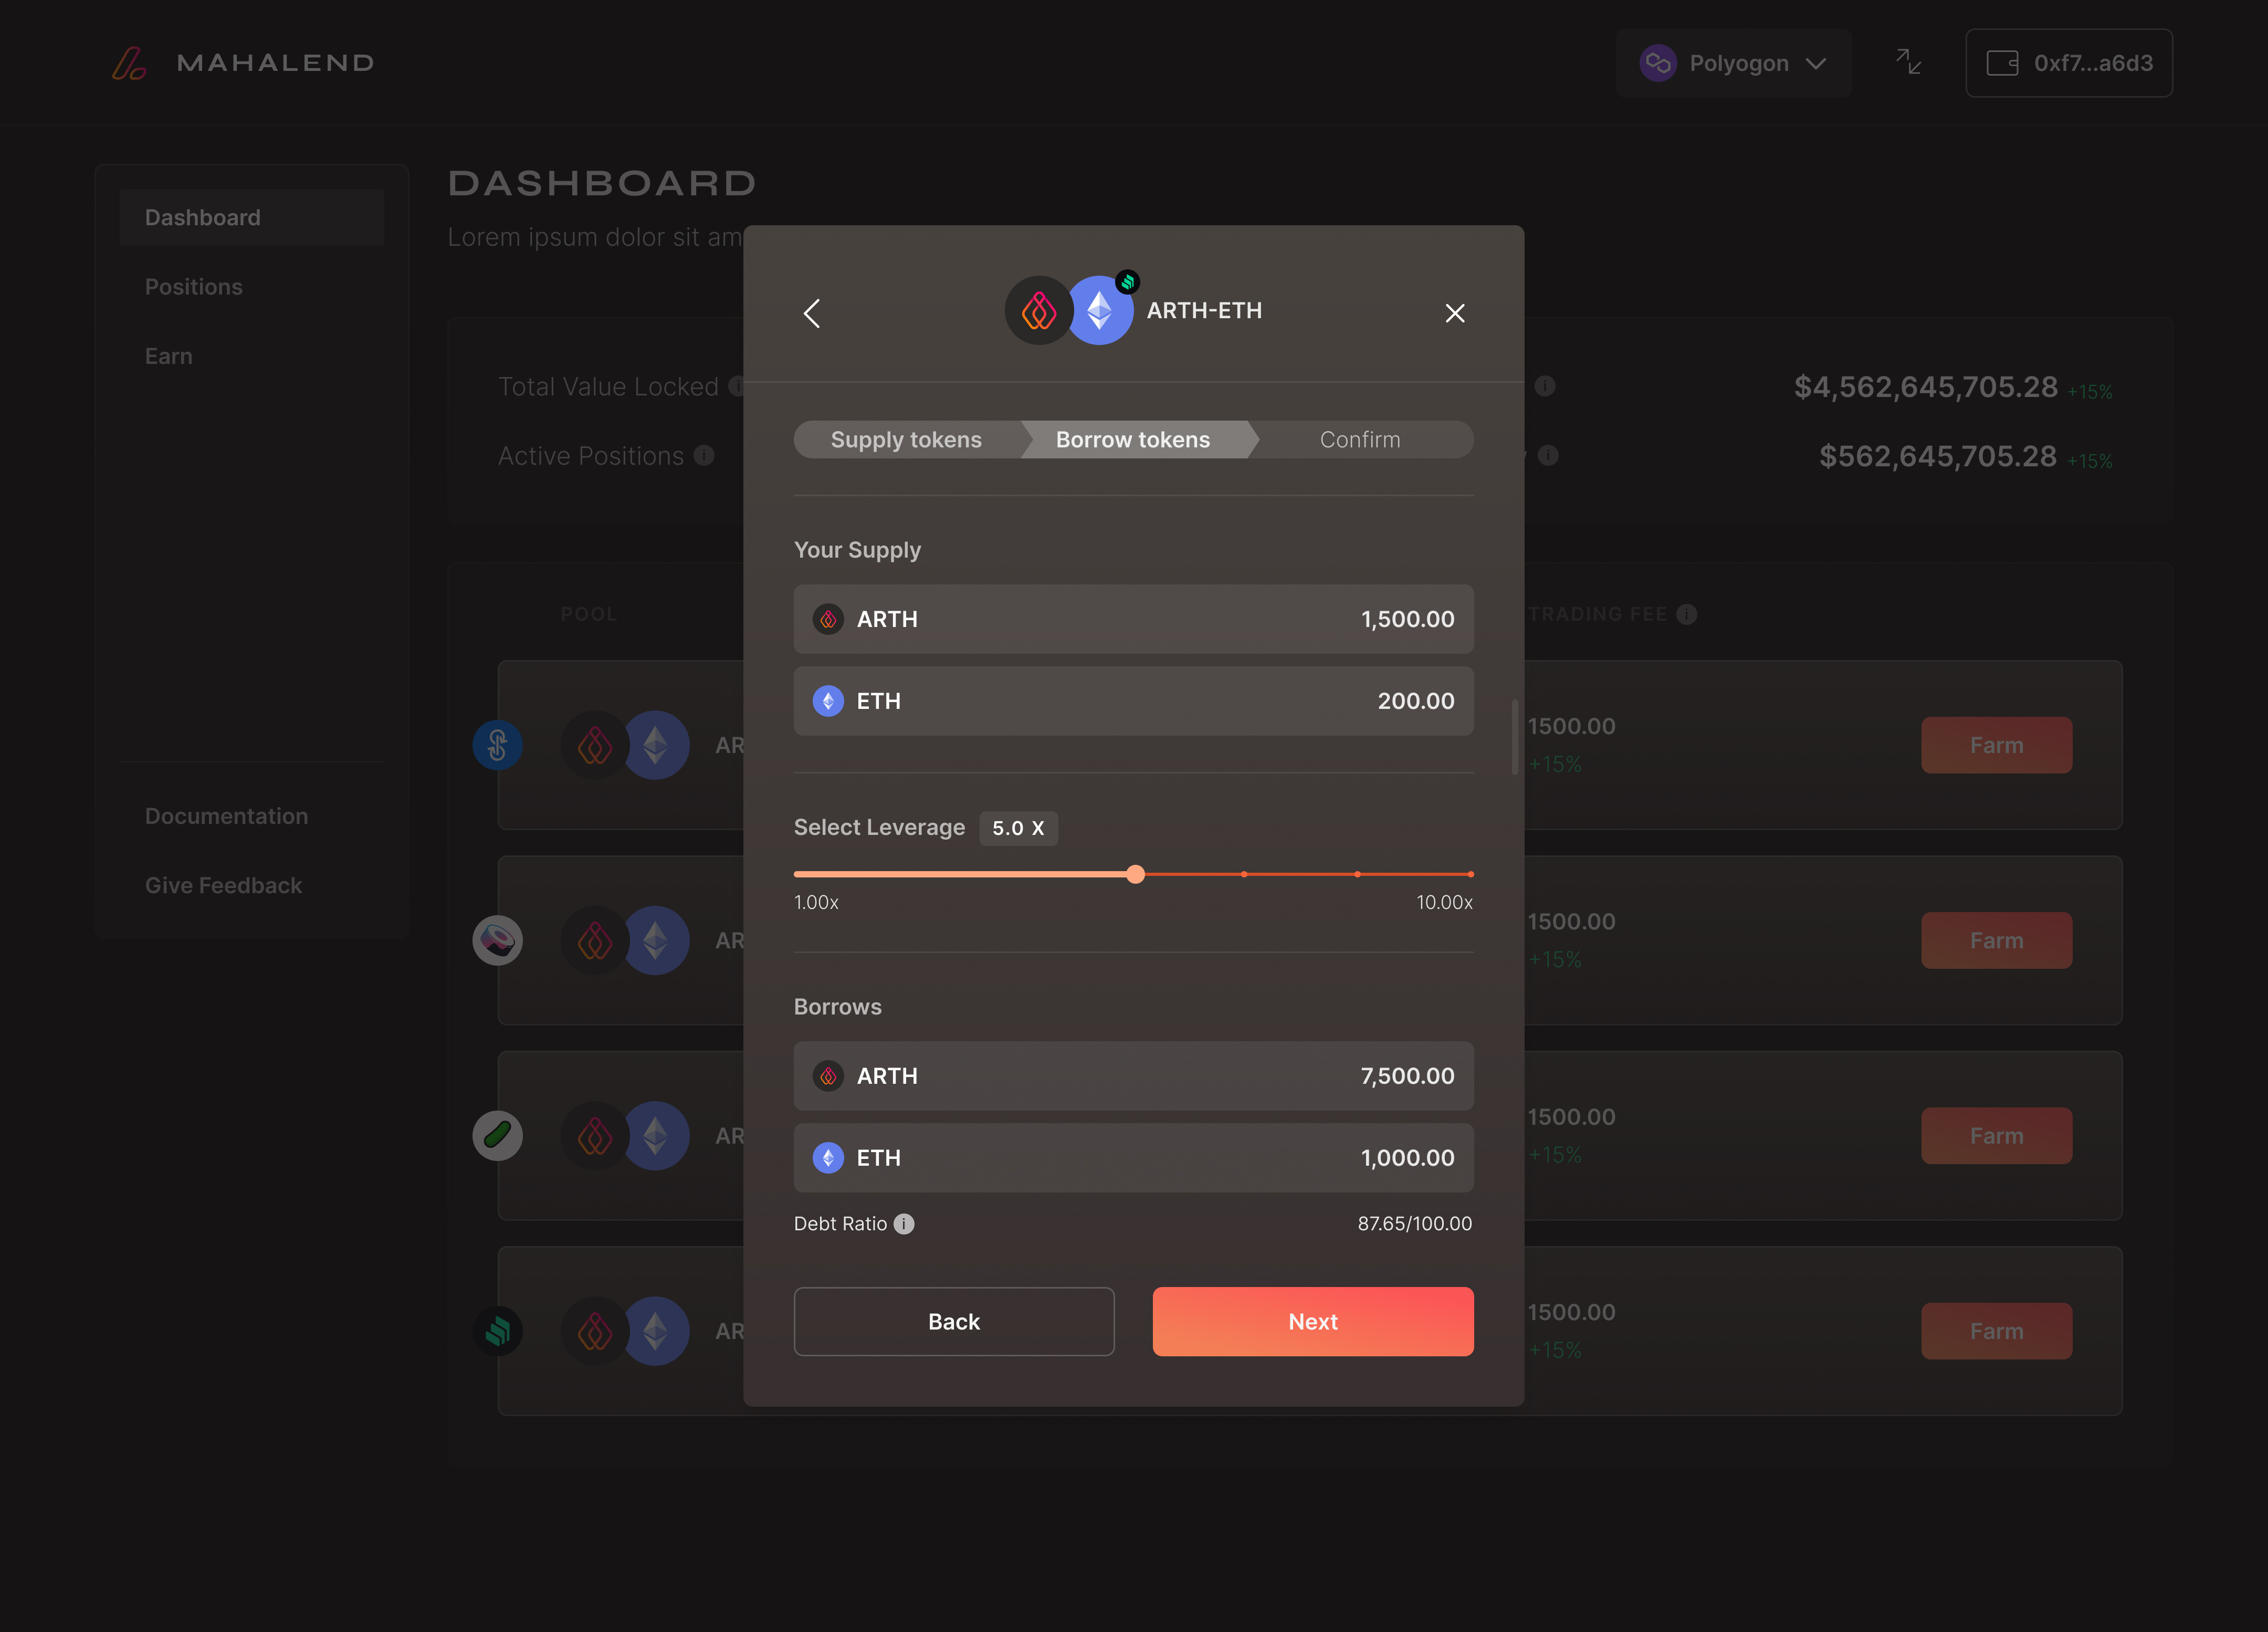 MAHALEND
Polyogon
0xf7...a6d3
Dashboard
Positions
Earn
Documentation
Give Feedback
DASHBOARD
Lorem ipsum dolor sit am
Total Value Locked
$4,562,645,705.28 +15%
Active Positions
$562,645,705.28 +15%
POOL
TRADING FEE
AR
1500.00
+15%
Farm
AR
1500.00
+15%
Farm
AR
1500.00
+15%
Farm
AR
1500.00
+15%
Farm
ARTH-ETH
Supply tokens
Borrow tokens
Confirm
Your Supply
ARTH 1,500.00
ETH 200.00
Select Leverage 5.0 X
1.00x 10.00x
Borrows
ARTH 7,500.00
ETH 1,000.00
Debt Ratio 87.65/100.00
Back
Next